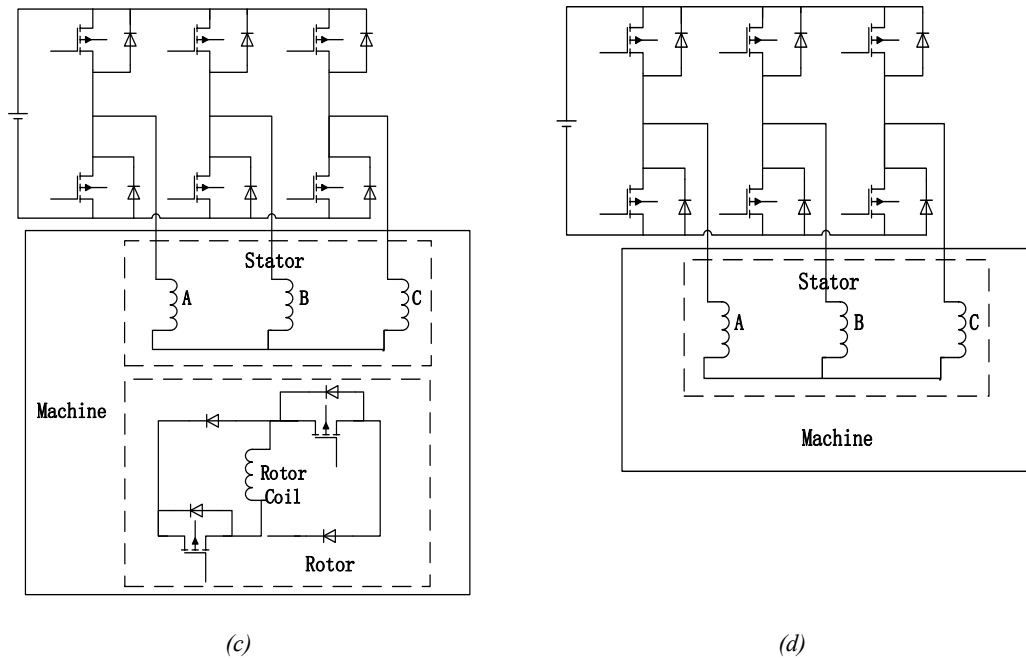 Stator
A
B
C
Machine
Rotor
Coil
Rotor
(c)
Stator
A
B
C
Machine
(d)